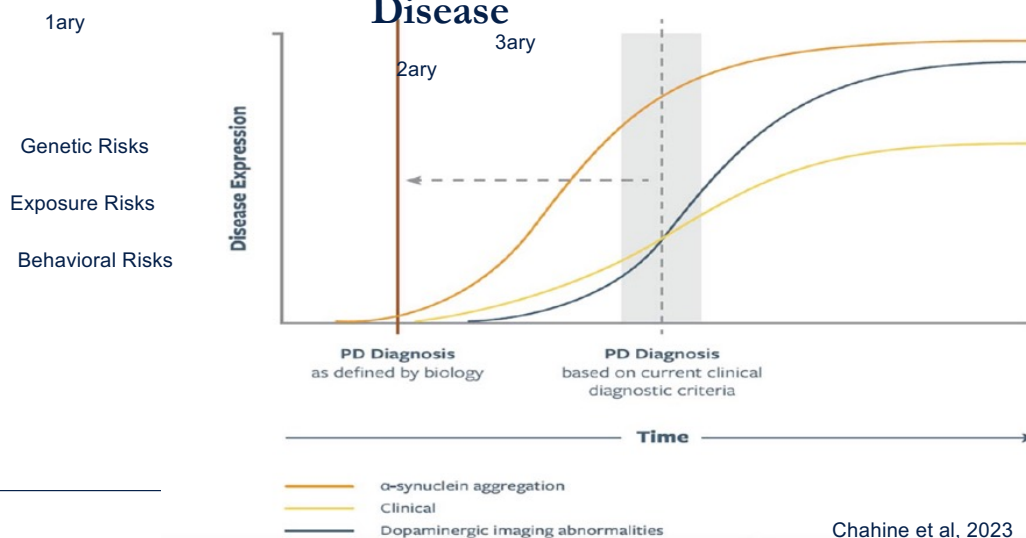 Disease
1ary
3ary
2ary
Genetic Risks
Exposure Risks
Behavioral Risks
Disease Expression
PD Diagnosis
as defined by biology
PD Diagnosis
based on current clinical
diagnostic criteria
Time
α-synuclein aggregation
Clinical
Dopaminergic imaging abnormalities
Chahine et al, 2023